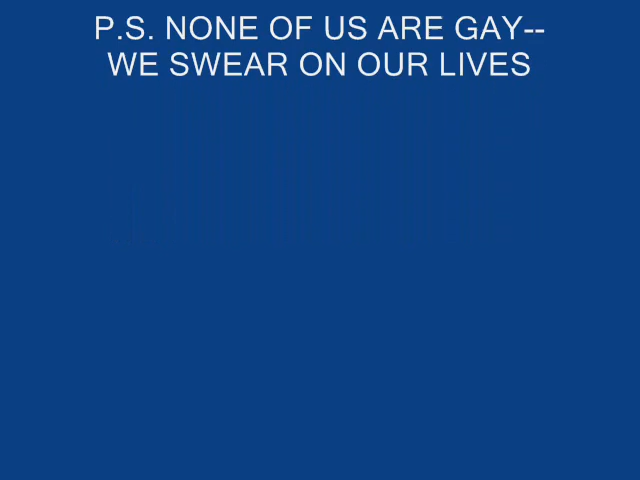 P.S. NONE OF US ARE GAY--
WE SWEAR ON OUR LIVES